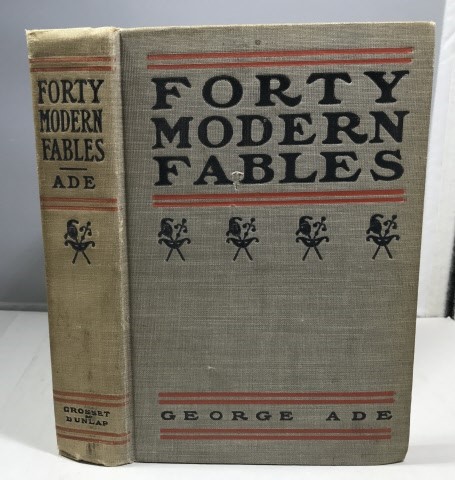 FORTY
MODERN
FABLES
ADE
GROSSET
& DUNLAP
FORTY
MODERN
FABLES
GEORGE ADE